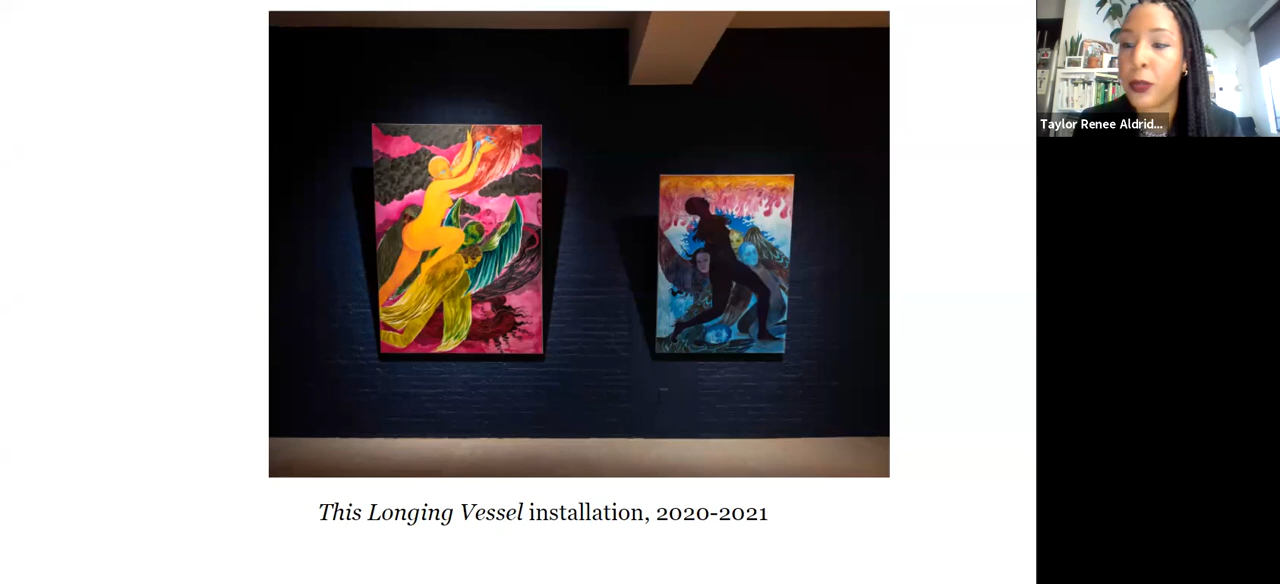 Taylor Renee Aldrid...
This Longing Vessel installation, 2020-2021